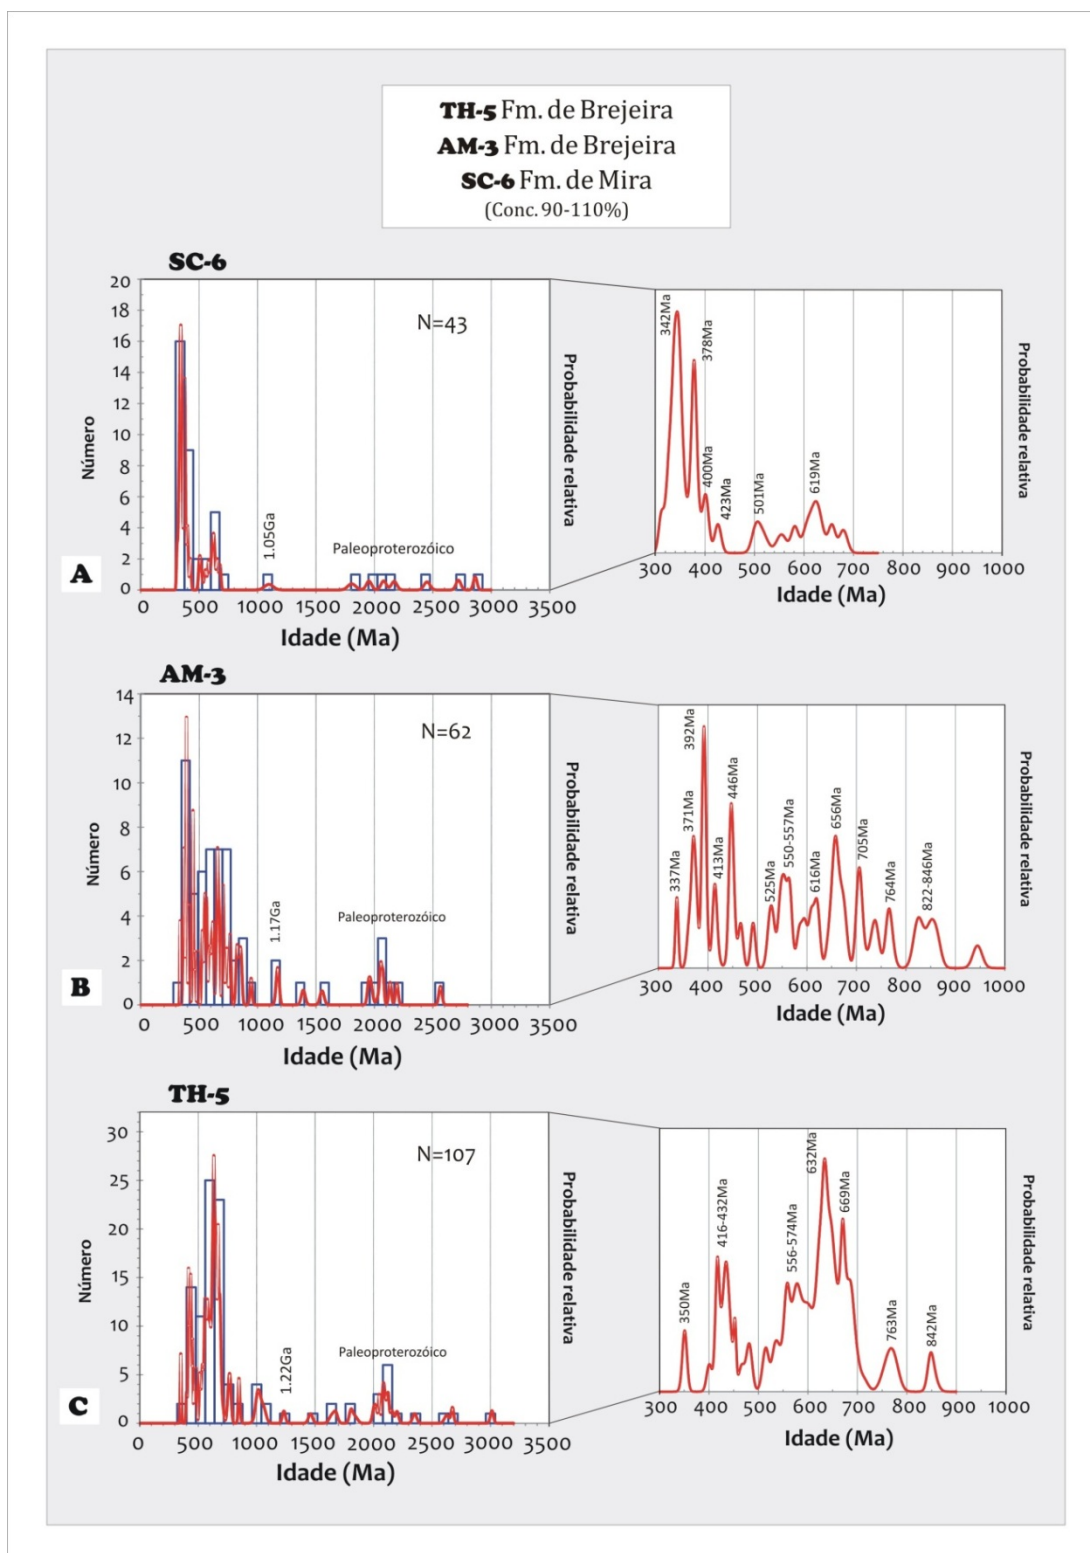 TH-5 Fm. de Brejeira
AM-3 Fm. de Brejeira
SC-6 Fm. de Mira
(Conc. 90-110%)
SC-6
20
18
16
14
12
10
8
6
4
2
0
Número
N=43
1.05Ga
Paleoproterozóico
Probabilidade relativa
0 500 1000 1500 2000 2500 3000 3500
Idade (Ma)
A
342Ma
378Ma
400Ma
423Ma
501Ma
619Ma
Probabilidade relativa
300 400 500 600 700 800 900 1000
Idade (Ma)
AM-3
14
12
10
8
6
4
2
0
Número
N=62
1.17Ga
Paleoproterozóico
Probabilidade relativa
0 500 1000 1500 2000 2500 3000 3500
Idade (Ma)
B
337Ma
371Ma
392Ma
413Ma
446Ma
525Ma
550-557Ma
616Ma
656Ma
705Ma
764Ma
822-846Ma
Probabilidade relativa
300 400 500 600 700 800 900 1000
Idade (Ma)
TH-5
30
25
20
15
10
5
0
Número
N=107
1.22Ga
Paleoproterozóico
Probabilidade relativa
0 500 1000 1500 2000 2500 3000 3500
Idade (Ma)
C
350Ma
416-432Ma
556-574Ma
632Ma
669Ma
763Ma
842Ma
Probabilidade relativa
300 400 500 600 700 800 900 1000
Idade (Ma)